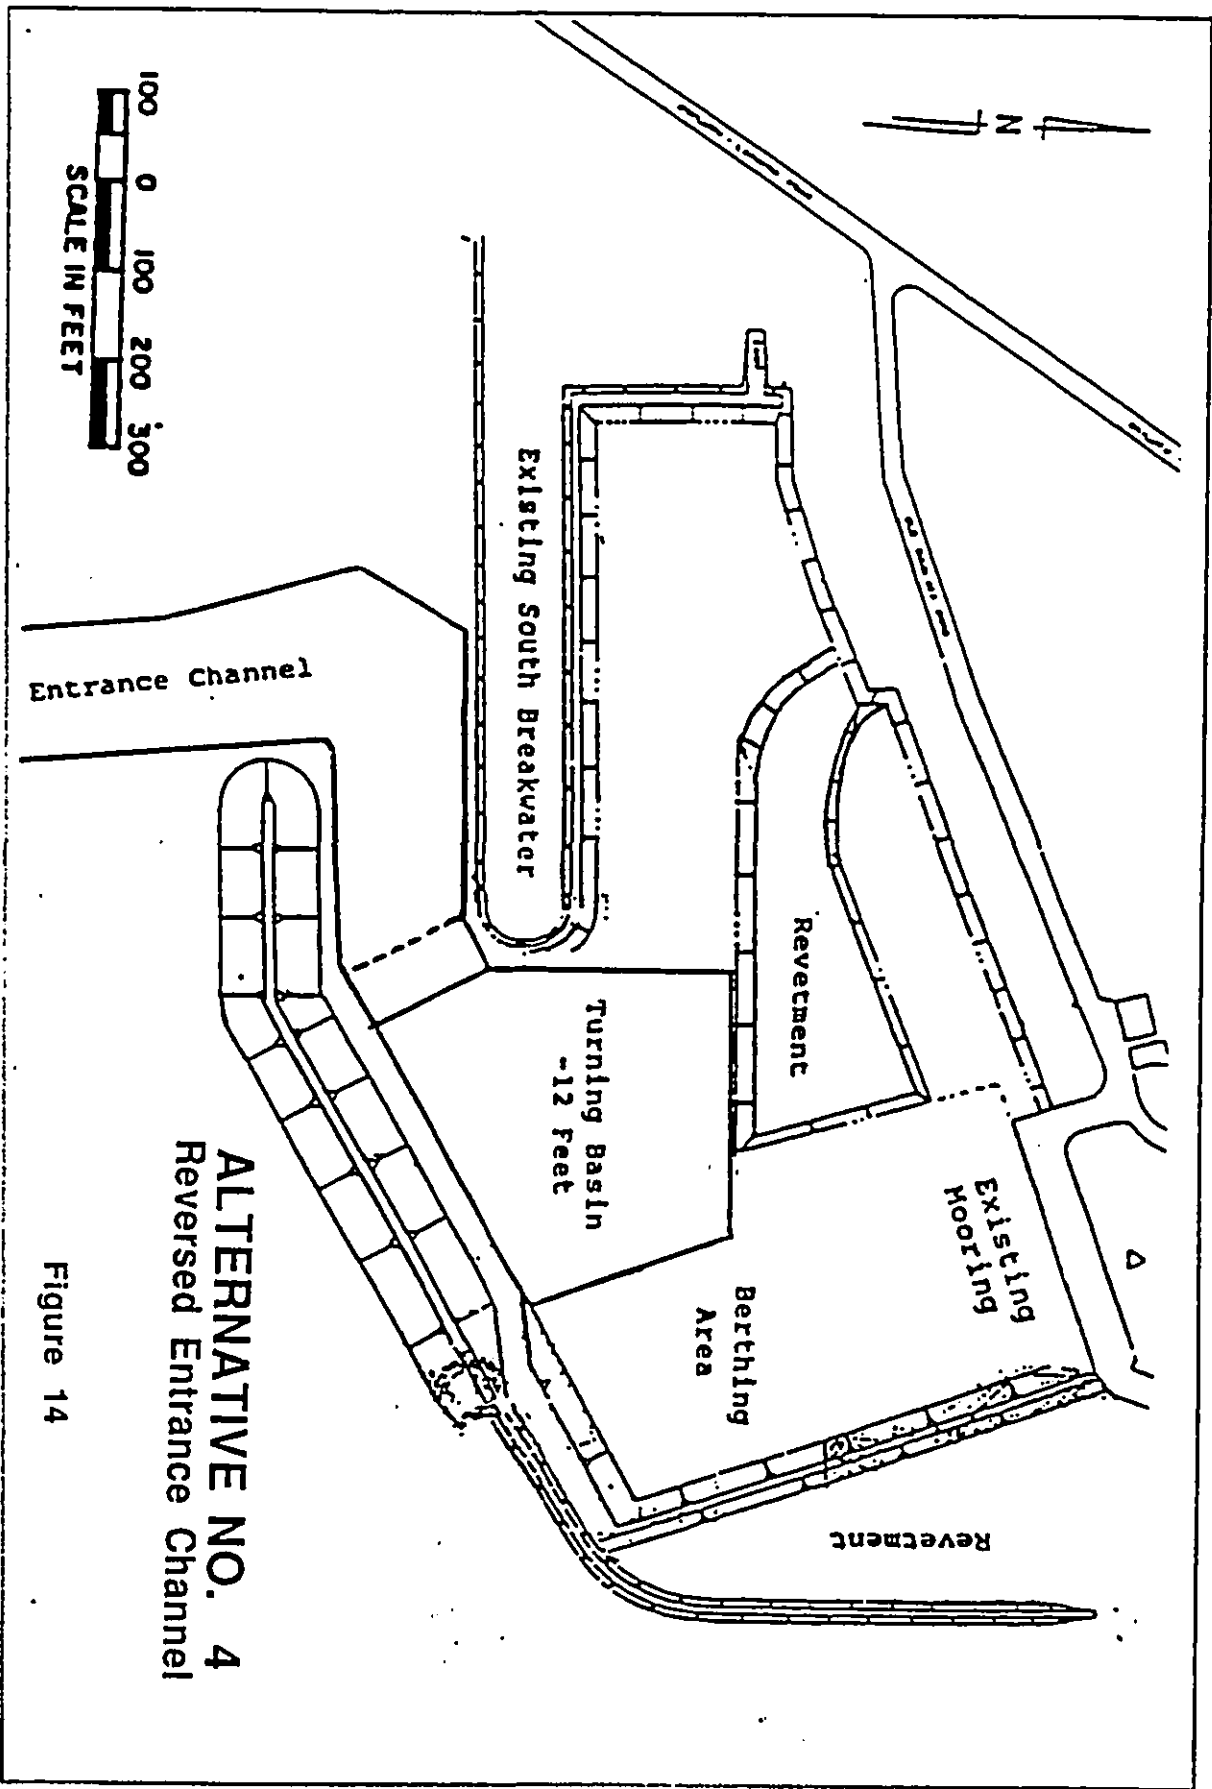 N
Existing
Mooring
Revetment
Revetment
Berthing
Area
Turning Basin
-12 Feet
Existing South Breakwater
Entrance Channel
100 0 100 200 300
SCALE IN FEET
ALTERNATIVE NO. 4
Reversed Entrance Channel
Figure 14